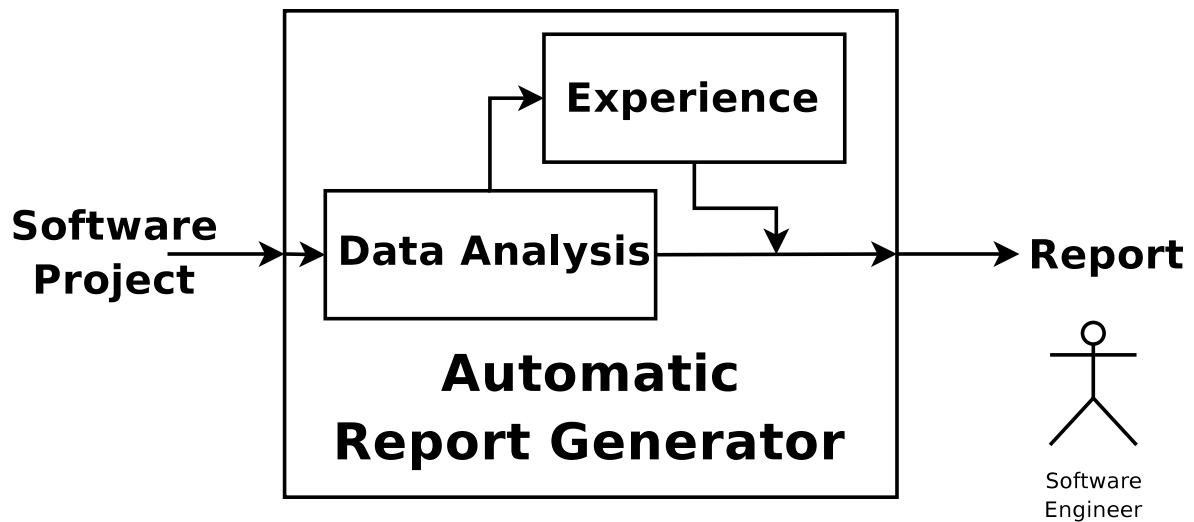 Experience
Software
Project
Data Analysis
Report
Automatic
Report Generator
Software
Engineer